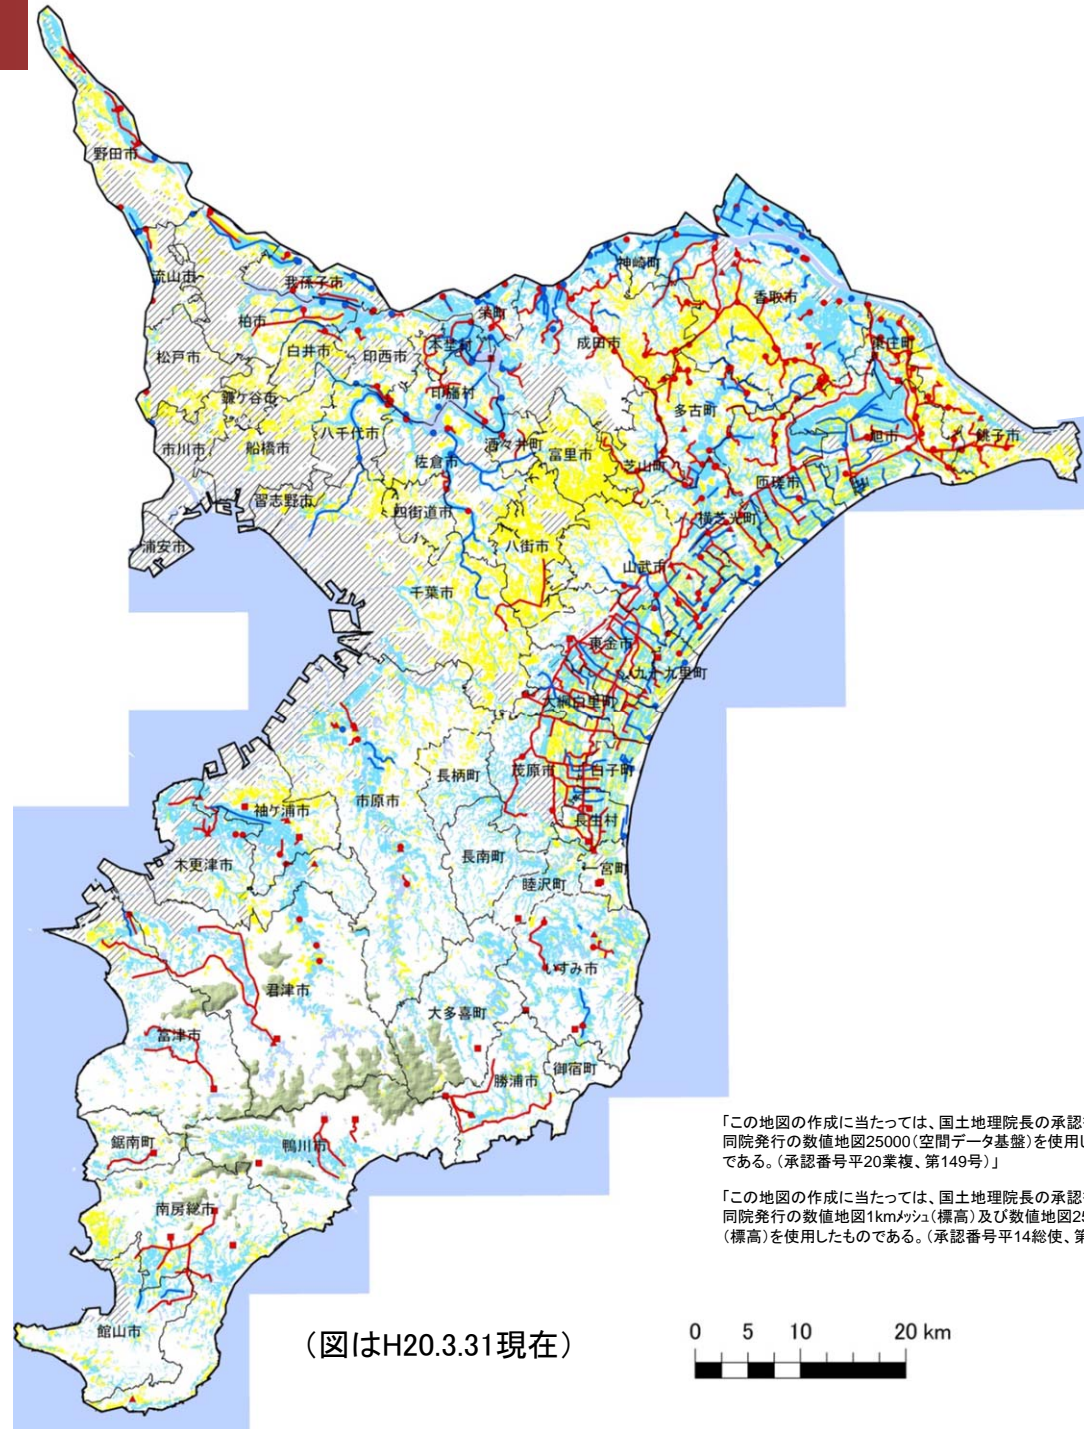 野田市
流山市
我孫子市
柏市
松戸市
白井市
印西市
鎌ケ谷市
本埜村
栄町
印旛村
神崎町
香取市
成田市
東庄町
多古町
銚子市
旭市
市川市
船橋市
八千代市
佐倉市
酒々井町
富里市
芝山町
匝瑳市
習志野市
四街道市
横芝光町
浦安市
八街市
山武市
千葉市
東金市
九十九里町
大網白里町
長柄町
茂原市
白子町
市原市
袖ケ浦市
長生村
木更津市
長南町
睦沢町
一宮町
いすみ市
君津市
大多喜町
富津市
勝浦市
御宿町
鋸南町
鴨川市
南房総市
館山市
「この地図の作成に当たっては、国土地理院長の承認
同院発行の数値地図25000(空間データ基盤)を使用し
である。(承認番号平20業複、第149号)」
「この地図の作成に当たっては、国土地理院長の承認
同院発行の数値地図1kmメッシュ(標高)及び数値地図25
(標高)を使用したものである。(承認番号平14総使、第
(図はH20.3.31現在)
0 5 10 20 km